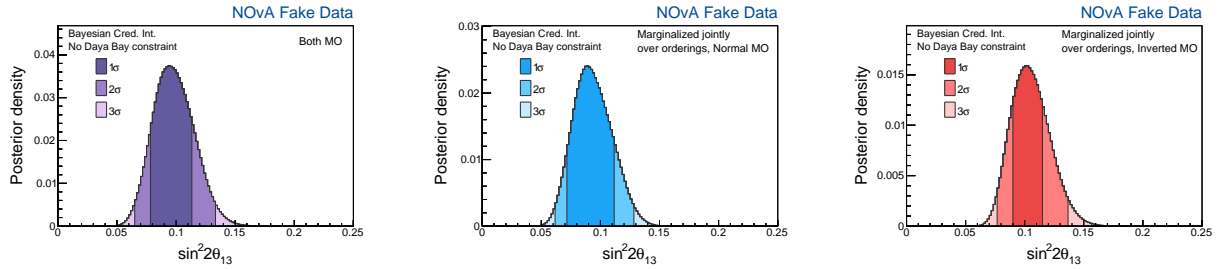 NOvA Fake Data
Bayesian Cred. Int.
No Daya Bay constraint
Both MO
1σ
2σ
3σ
Posterior density
0.04
0.03
0.02
0.01
0
0 0.05 0.1 0.15 0.2 0.25
sin²2θ₁₃
NOvA Fake Data
Bayesian Cred. Int.
No Daya Bay constraint
Marginalized jointly
over orderings, Normal MO
1σ
2σ
3σ
Posterior density
0.03
0.02
0.01
0
0 0.05 0.1 0.15 0.2 0.25
sin²2θ₁₃
NOvA Fake Data
Bayesian Cred. Int.
No Daya Bay constraint
Marginalized jointly
over orderings, Inverted MO
1σ
2σ
3σ
Posterior density
0.015
0.01
0.005
0
0 0.05 0.1 0.15 0.2 0.25
sin²2θ₁₃